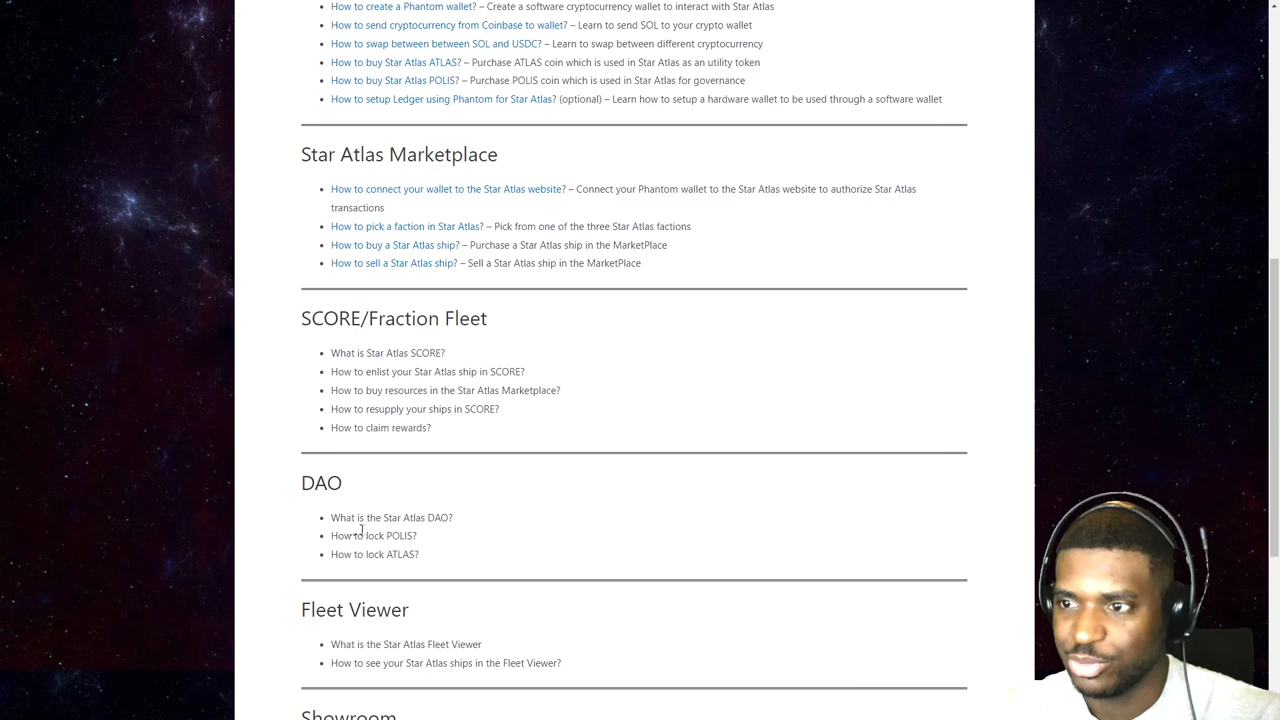 How to create a Phantom wallet? – Create a software cryptocurrency wallet to interact with Star Atlas
How to send cryptocurrency from Coinbase to wallet? – Learn to send SOL to your crypto wallet
How to swap between between SOL and USDC? – Learn to swap between different cryptocurrency
How to buy Star Atlas ATLAS? – Purchase ATLAS coin which is used in Star Atlas as an utility token
How to buy Star Atlas POLIS? – Purchase POLIS coin which is used in Star Atlas for governance
How to setup Ledger using Phantom for Star Atlas? (optional) – Learn how to setup a hardware wallet to be used through a software wallet
Star Atlas Marketplace
How to connect your wallet to the Star Atlas website? – Connect your Phantom wallet to the Star Atlas website to authorize Star Atlas
transactions
How to pick a faction in Star Atlas? – Pick from one of the three Star Atlas factions
How to buy a Star Atlas ship? – Purchase a Star Atlas ship in the MarketPlace
How to sell a Star Atlas ship? – Sell a Star Atlas ship in the MarketPlace
SCORE/Fraction Fleet
What is Star Atlas SCORE?
How to enlist your Star Atlas ship in SCORE?
How to buy resources in the Star Atlas Marketplace?
How to resupply your ships in SCORE?
How to claim rewards?
DAO
What is the Star Atlas DAO?
How to lock POLIS?
How to lock ATLAS?
Fleet Viewer
What is the Star Atlas Fleet Viewer
How to see your Star Atlas ships in the Fleet Viewer?
Showroom